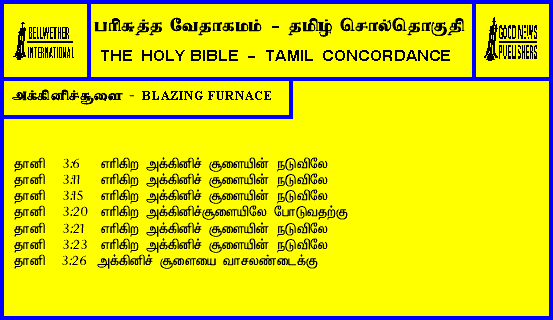 BELLWETHER
INTERNATIONAL
பரிசுத்த வேதாகமம் - தமிழ் சொல்தொகுதி
THE HOLY BIBLE - TAMIL CONCORDANCE
GOOD NEWS
PUBLISHERS
அக்கினிச்சூளை - BLAZING FURNACE
தானி 3:6 எரிகிற அக்கினிச் சூளையின் நடுவிலே
தானி 3:11 எரிகிற அக்கினிச் சூளையின் நடுவிலே
தானி 3:15 எரிகிற அக்கினிச் சூளையின் நடுவிலே
தானி 3:20 எரிகிற அக்கினிச்சூளையிலே போடுவதற்கு
தானி 3:21 எரிகிற அக்கினிச் சூளையின் நடுவிலே
தானி 3:23 எரிகிற அக்கினிச் சூளையின் நடுவிலே
தானி 3:26 அக்கினிச் சூளையை வாசலண்டைக்கு